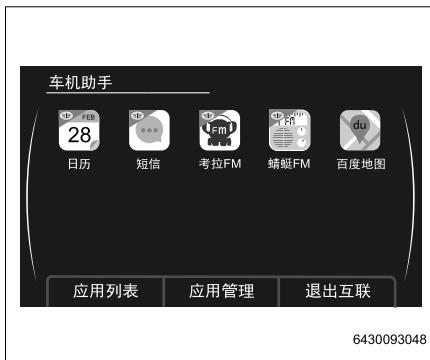 车机助手
FEB
28
FM
FM
du
日历 短信 考拉FM 蜻蜓FM 百度地图
应用列表 应用管理 退出互联
6430093048